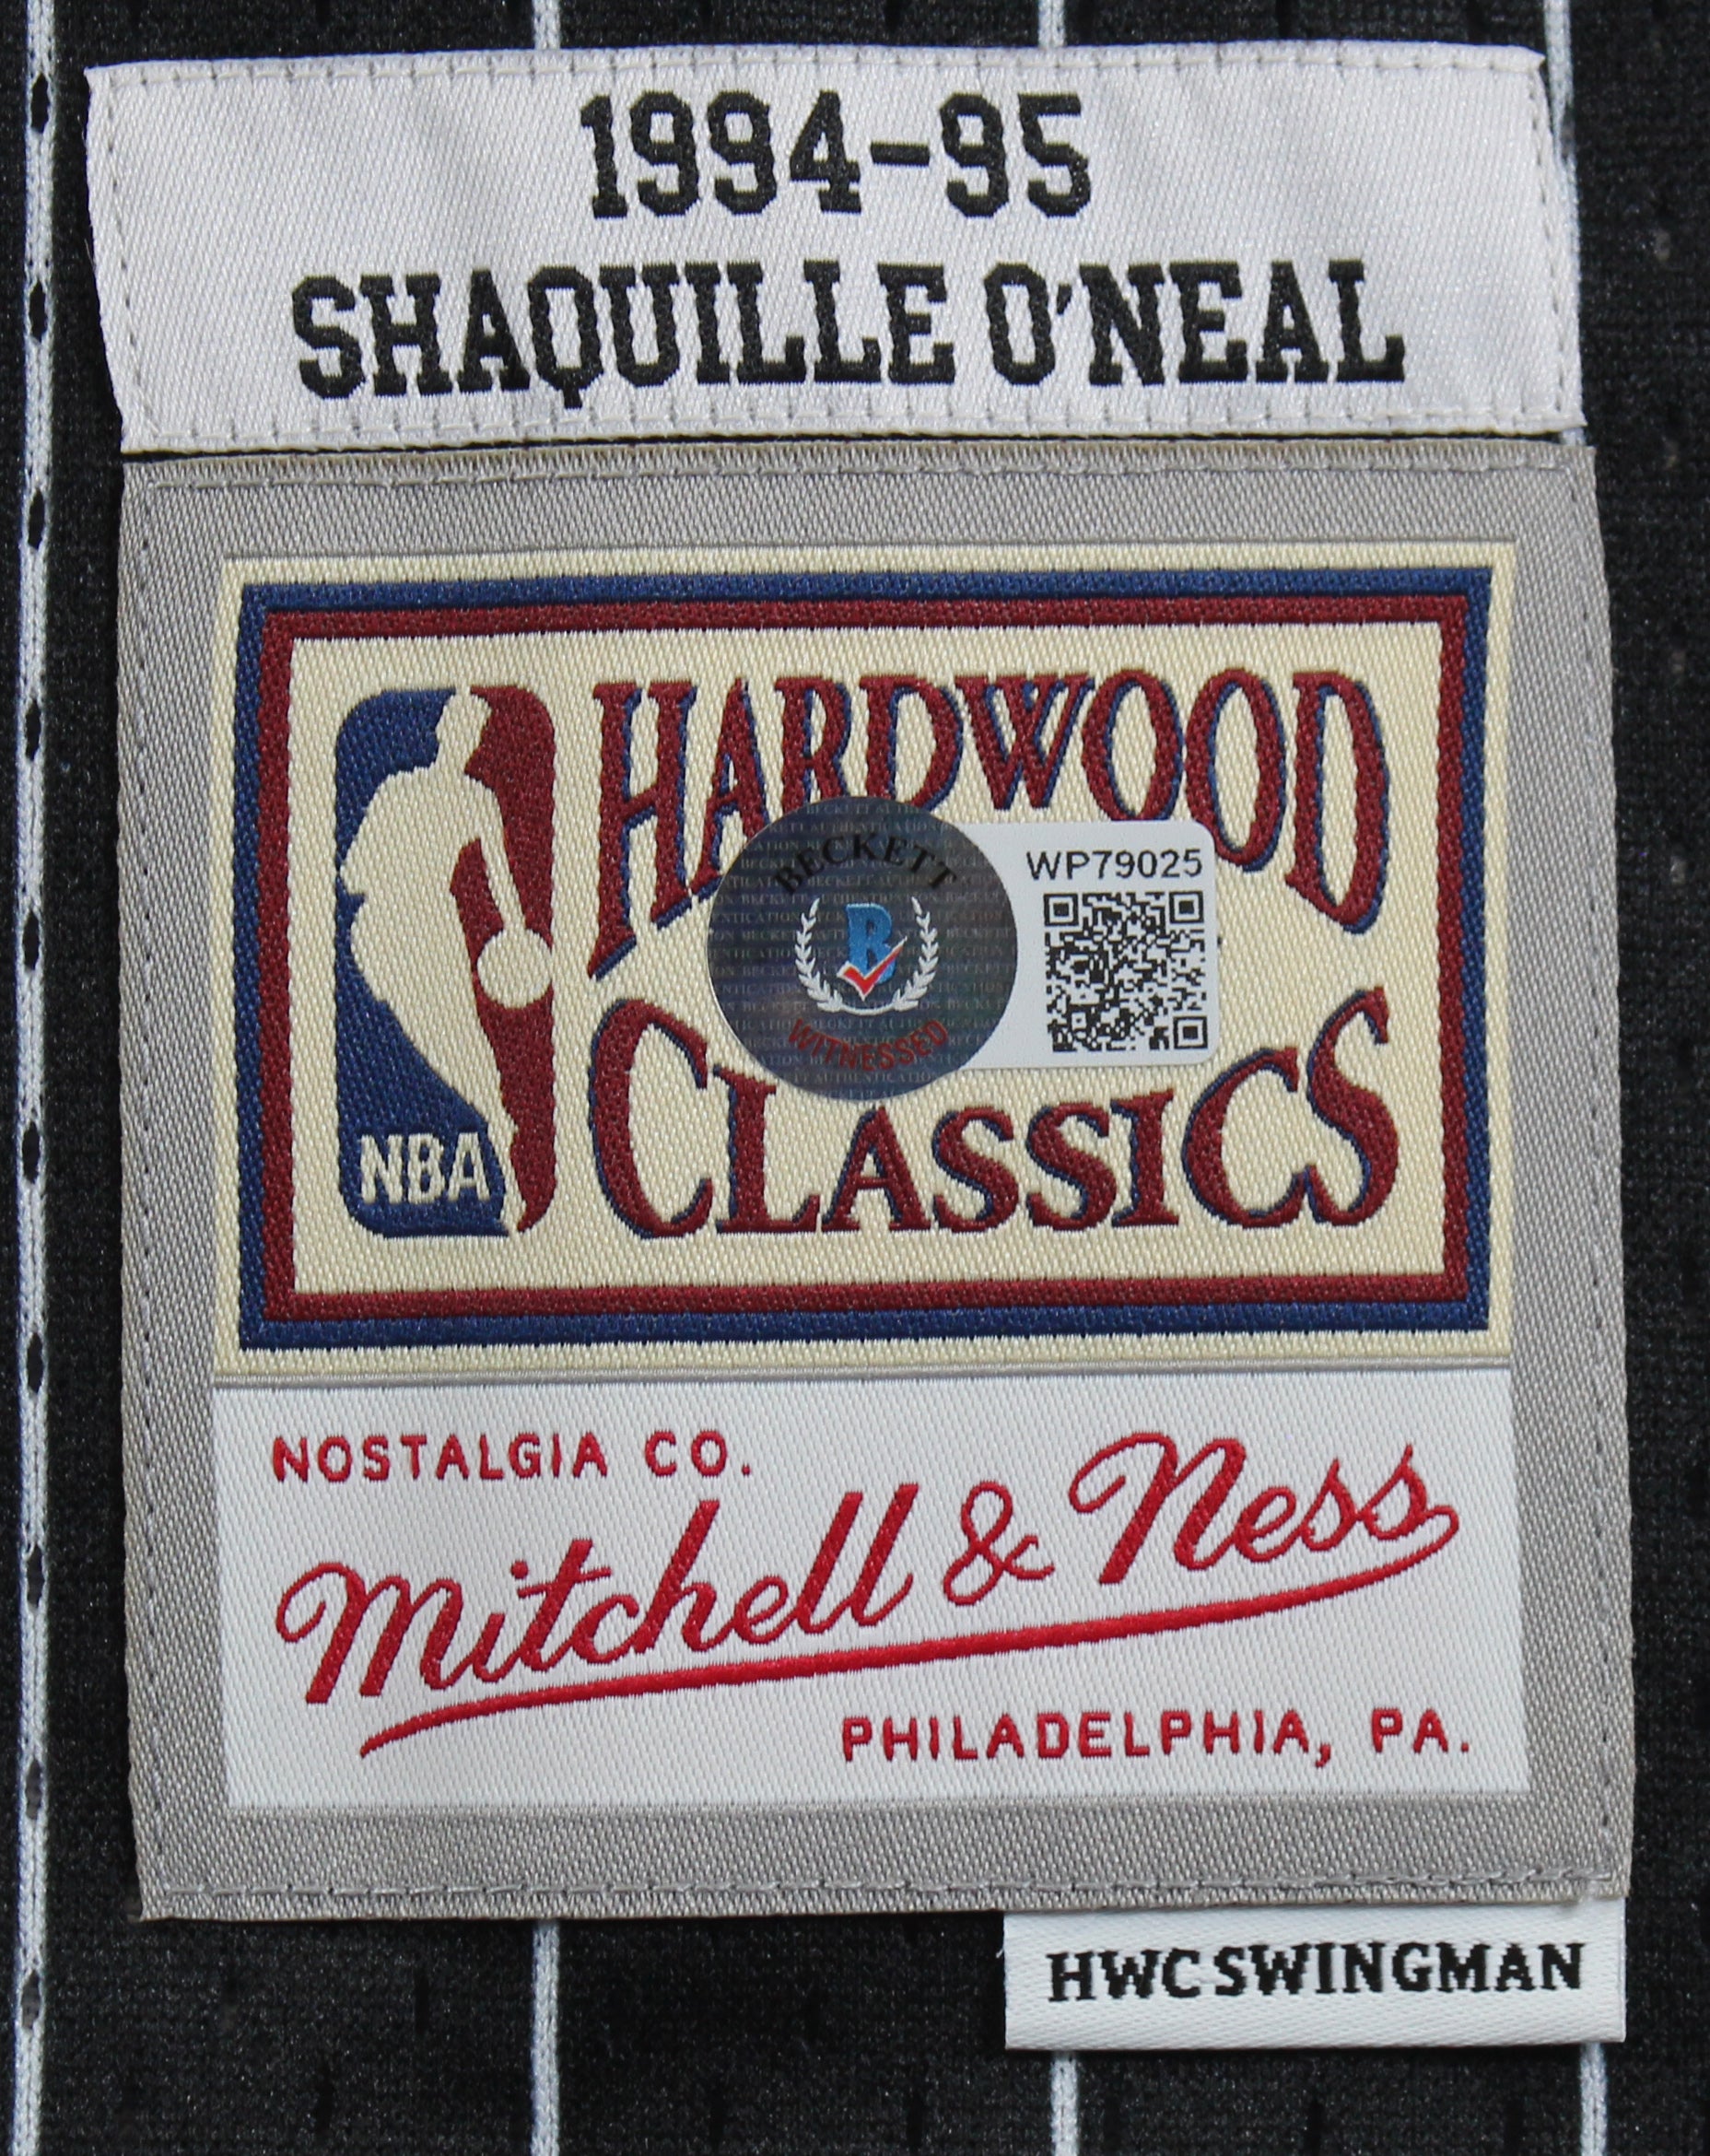 1994-95
SHAQUILLE O'NEAL
HARDWOOD
BECKETT
WP79025
WITNESSED
CLASSICS
NBA
NOSTALGIA CO.
Mitchell & Ness
PHILADELPHIA, PA.
HWC SWINGMAN